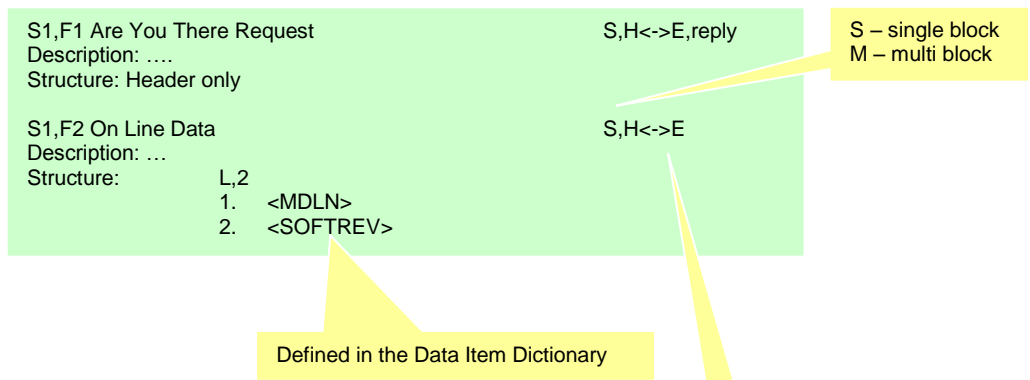 S1,F1 Are You There Request S,H<->E,reply
Description: ….
Structure: Header only
S1,F2 On Line Data S,H<->E
Description: …
Structure: L,2
1. <MDLN>
2. <SOFTREV>
S – single block
M – multi block
Defined in the Data Item Dictionary